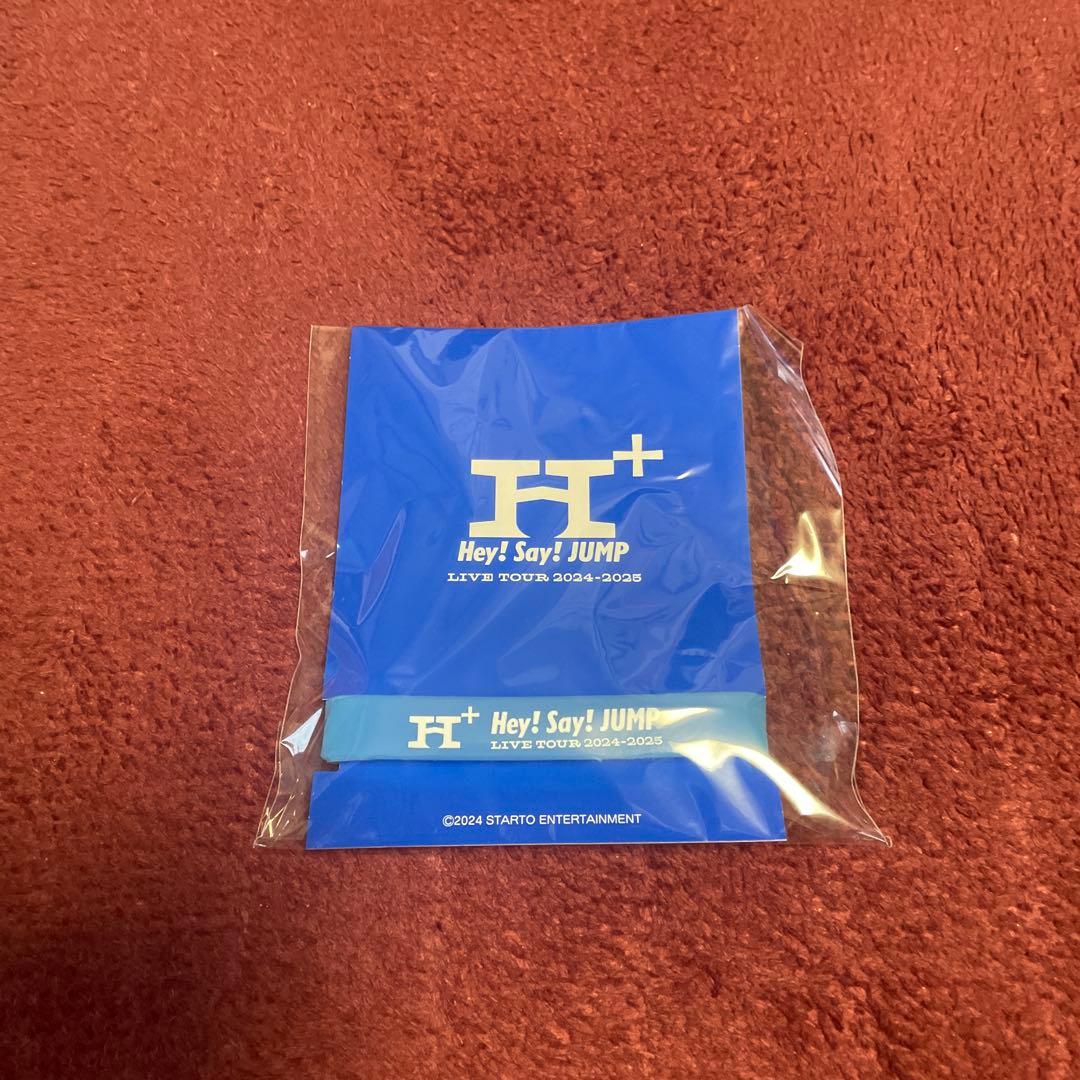 H+
Hey! Say! JUMP
LIVE TOUR 2024-2025
H+ Hey! Say! JUMP
LIVE TOUR 2024-2025
©2024 STARTO ENTERTAINMENT